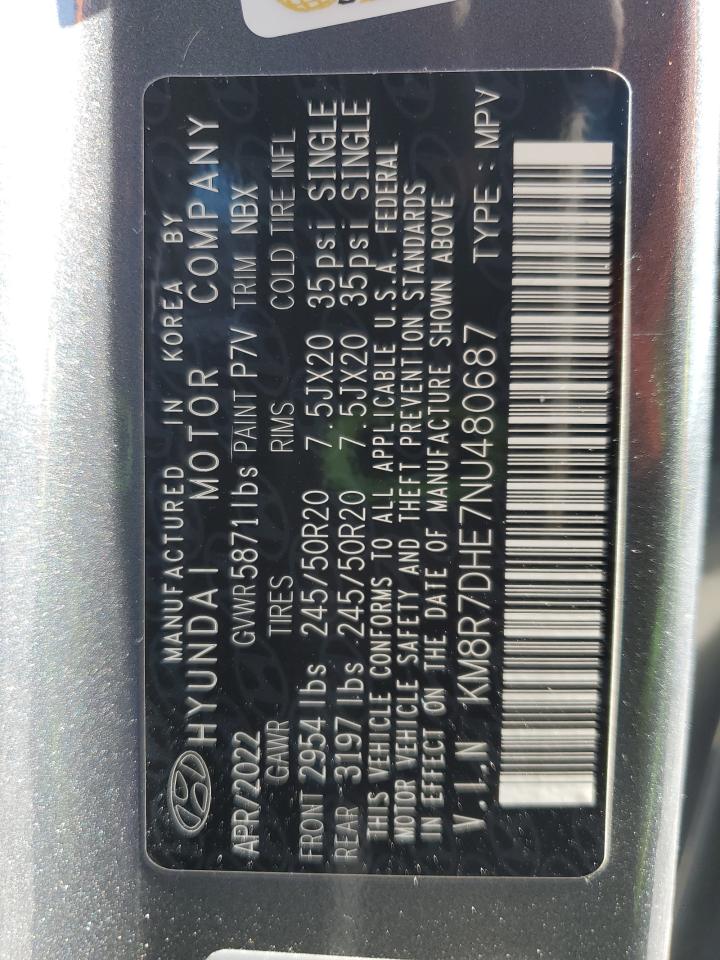 MANUFACTURED IN KOREA BY
HYUNDAI MOTOR COMPANY
APR/2022 GVWR 5871lbs PAINT P7V TRIM NBX
GAWR TIRES RIMS COLD TIRE INFL
FRONT 2954 lbs 245/50R20 7.5JX20 35psi SINGLE
REAR 3197 lbs 245/50R20 7.5JX20 35psi SINGLE
THIS VEHICLE CONFORMS TO ALL APPLICABLE U.S.A. FEDERAL
MOTOR VEHICLE SAFETY AND THEFT PREVENTION STANDARDS
IN EFFECT ON THE DATE OF MANUFACTURE SHOWN ABOVE
V.I.N KM8R7DHE7NU480687 TYPE : MPV